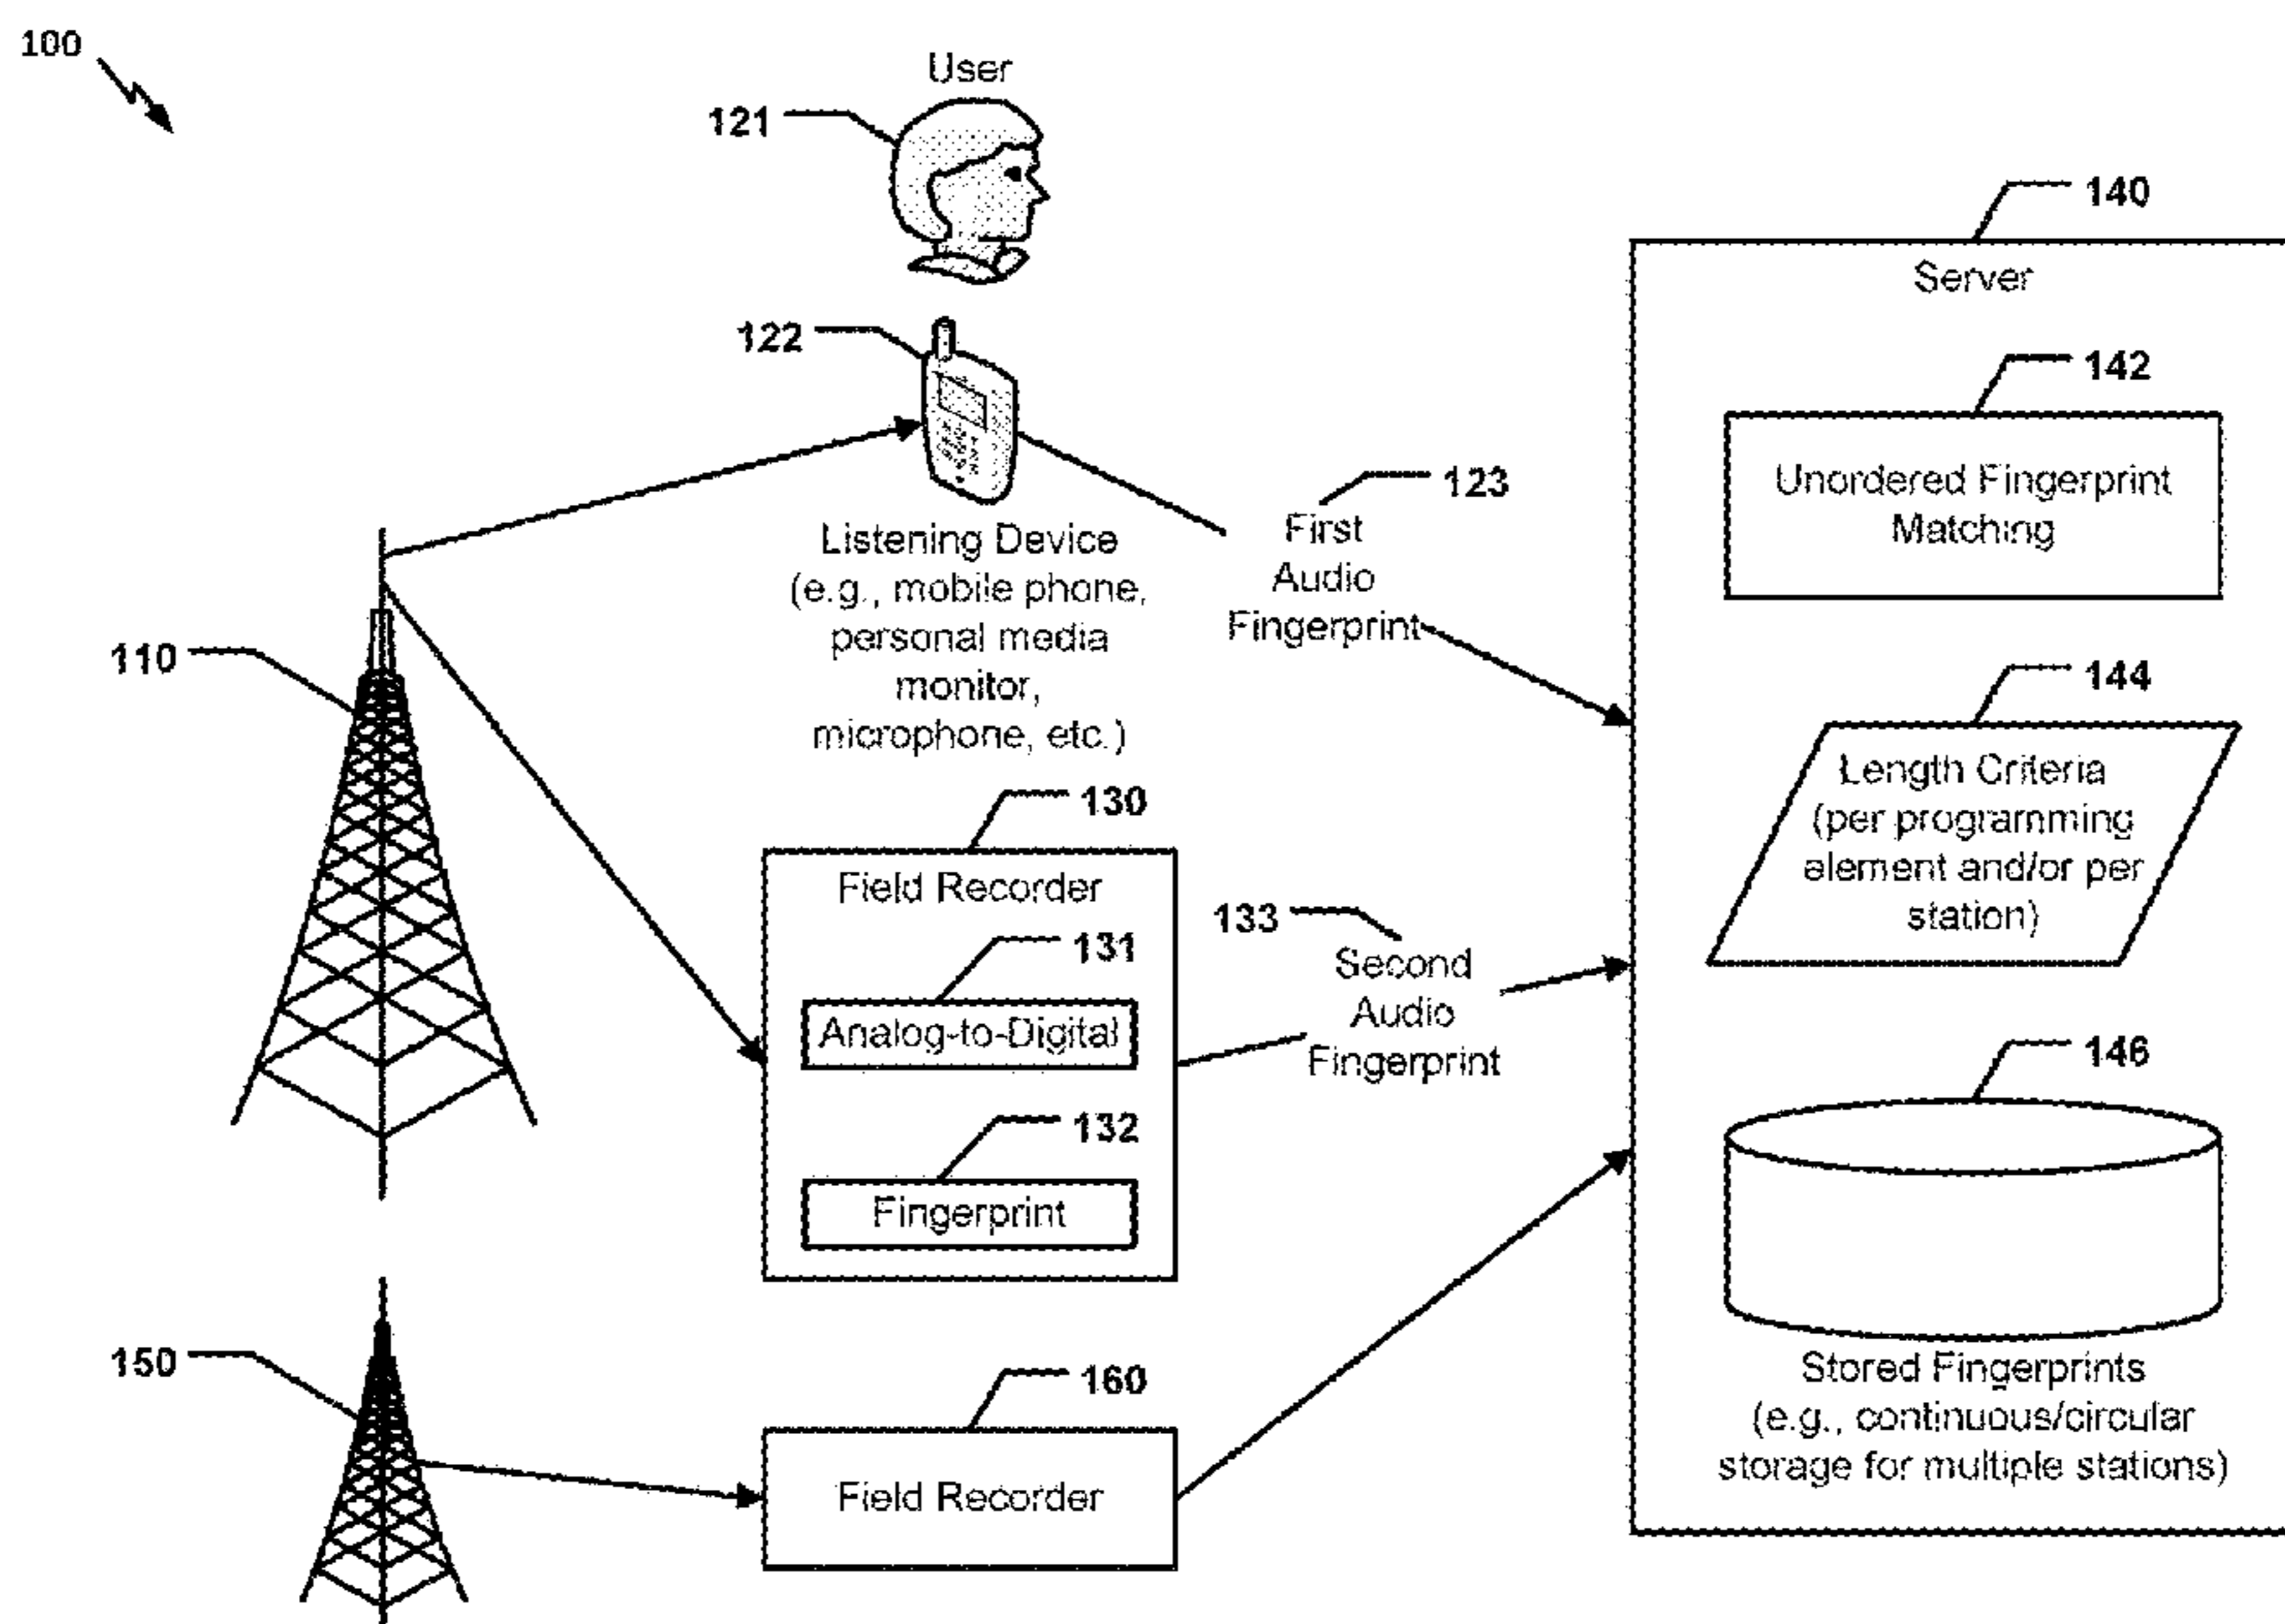 100
User
121
122
Listening Device
(e.g., mobile phone,
personal media
monitor,
microphone, etc.)
123
First
Audio
Fingerprint
110
130
Field Recorder
131
Analog-to-Digital
132
Fingerprint
133
Second
Audio
Fingerprint
150
160
Field Recorder
140
Server
142
Unordered Fingerprint
Matching
144
Length Criteria
(per programming
element and/or per
station)
146
Stored Fingerprints
(e.g., continuous/circular
storage for multiple stations)